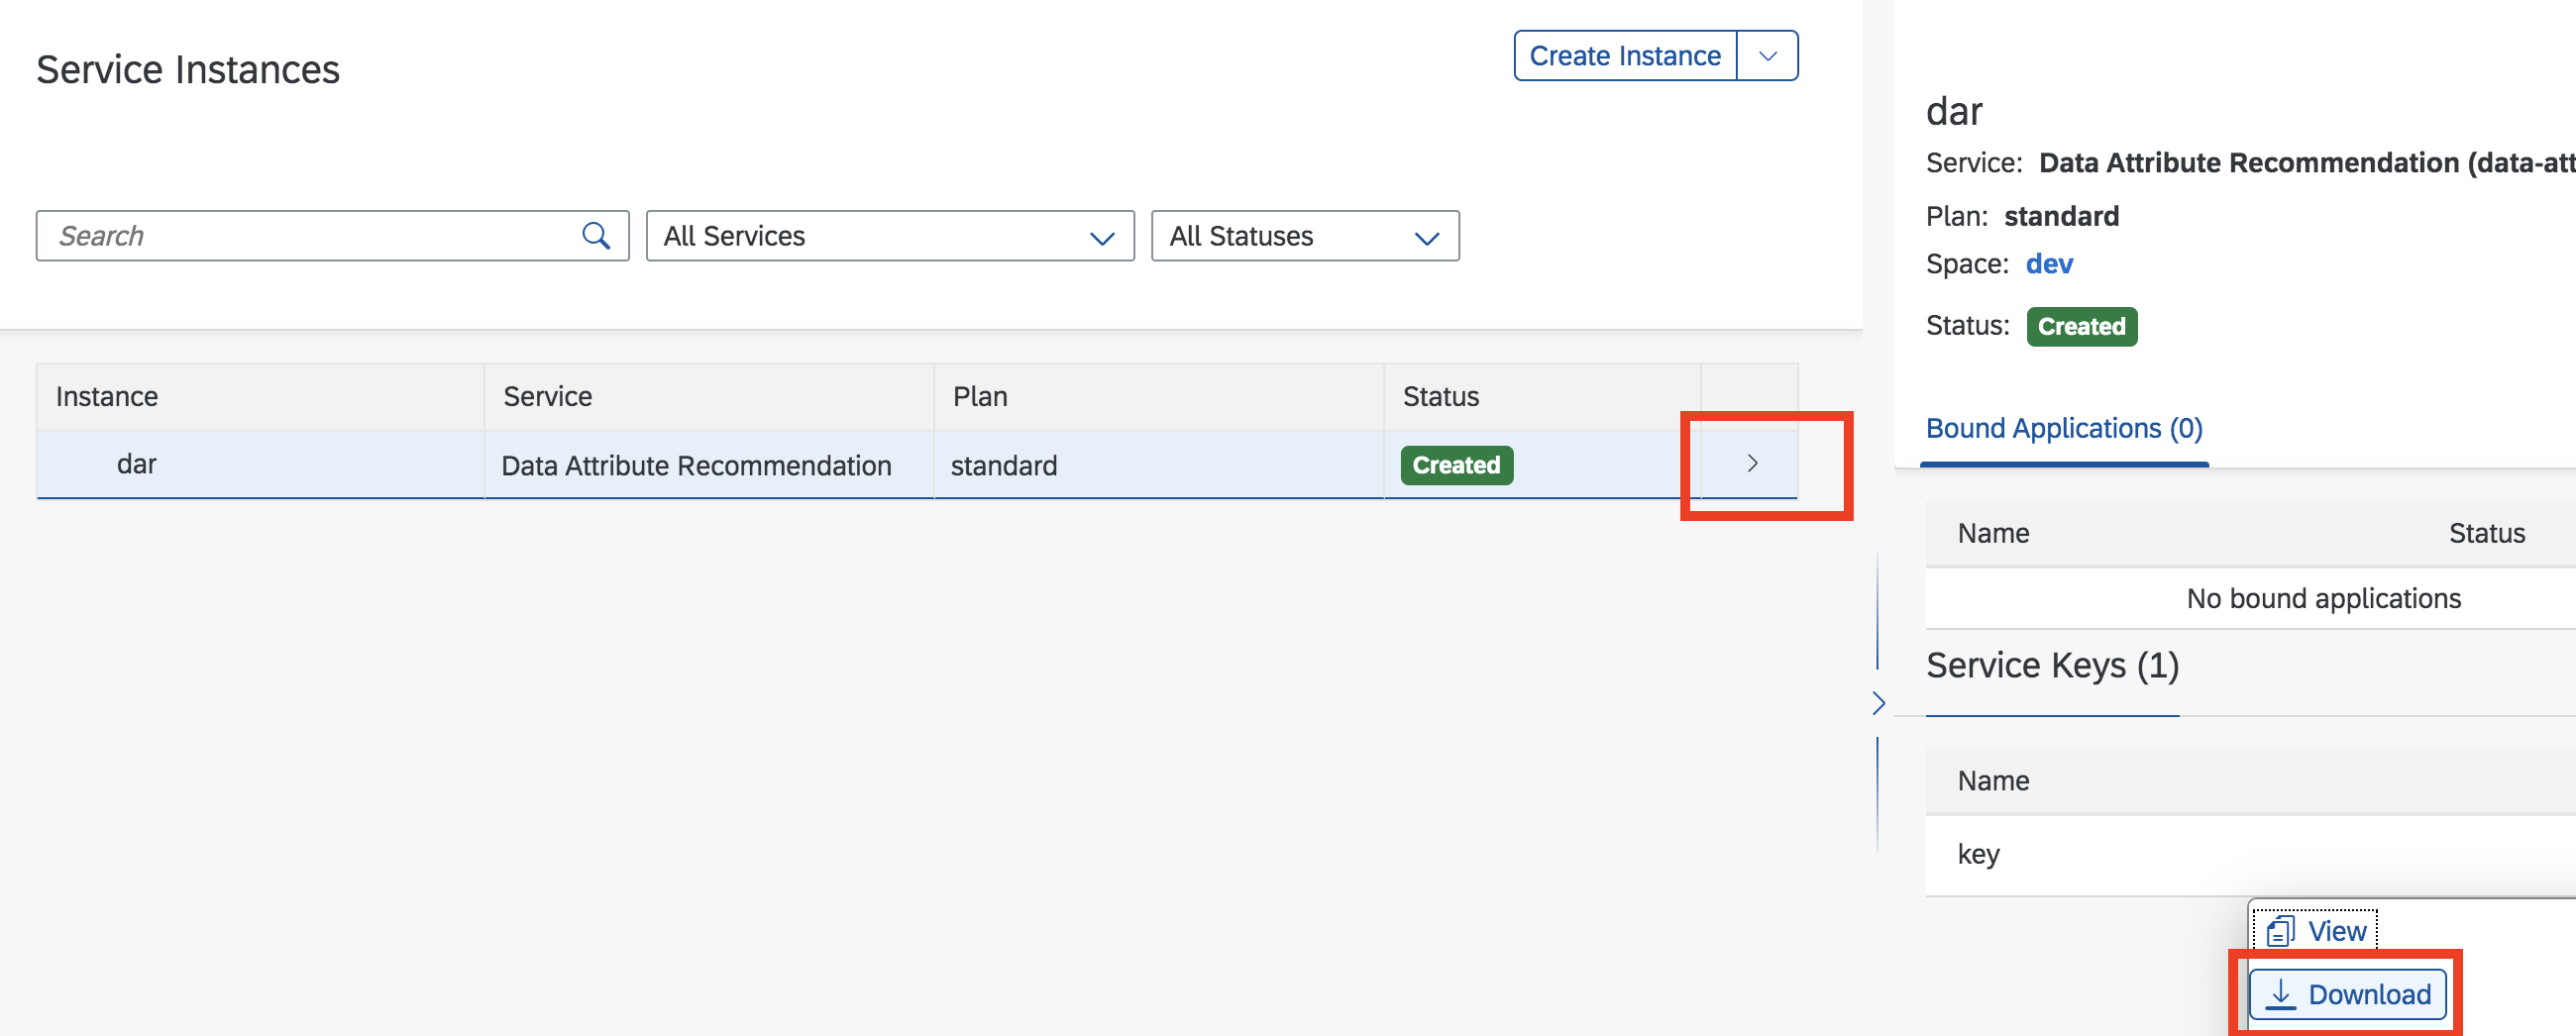 Service Instances
Create Instance
Search
All Services
All Statuses
Instance Service Plan Status
dar Data Attribute Recommendation standard Created
dar
Service: Data Attribute Recommendation (data-att
Plan: standard
Space: dev
Status: Created
Bound Applications (0)
Name Status
No bound applications
Service Keys (1)
Name
key
View
Download